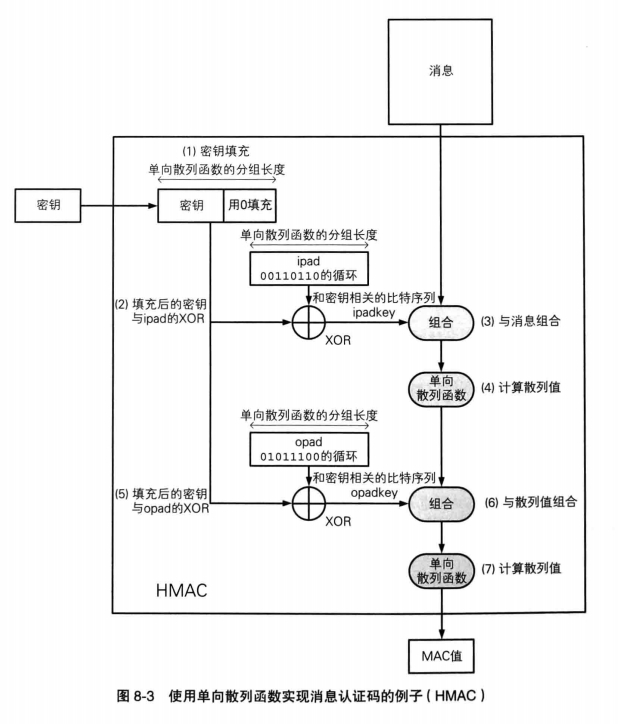 消息
(1) 密钥填充
单向散列函数的分组长度
密钥
密钥
用0填充
单向散列函数的分组长度
ipad
00110110的循环
(2) 填充后的密钥
与ipad的XOR
和密钥相关的比特序列
ipadkey
XOR
组合
(3) 与消息组合
单向
散列函数
(4) 计算散列值
单向散列函数的分组长度
opad
01011100的循环
(5) 填充后的密钥
与opad的XOR
和密钥相关的比特序列
opadkey
XOR
组合
(6) 与散列值组合
单向
散列函数
(7) 计算散列值
HMAC
MAC值
图 8-3 使用单向散列函数实现消息认证码的例子（HMAC）